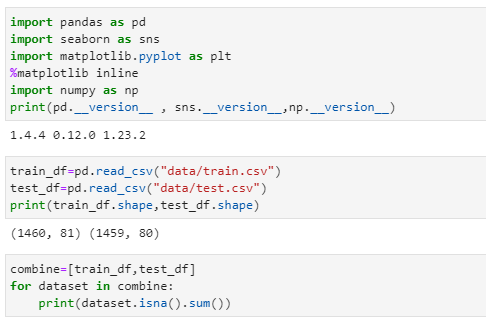 import pandas as pd
import seaborn as sns
import matplotlib.pyplot as plt
%matplotlib inline
import numpy as np
print(pd.__version__ , sns.__version__,np.__version__)
1.4.4 0.12.0 1.23.2
train_df=pd.read_csv("data/train.csv")
test_df=pd.read_csv("data/test.csv")
print(train_df.shape,test_df.shape)
(1460, 81) (1459, 80)
combine=[train_df,test_df]
for dataset in combine:
    print(dataset.isna().sum())